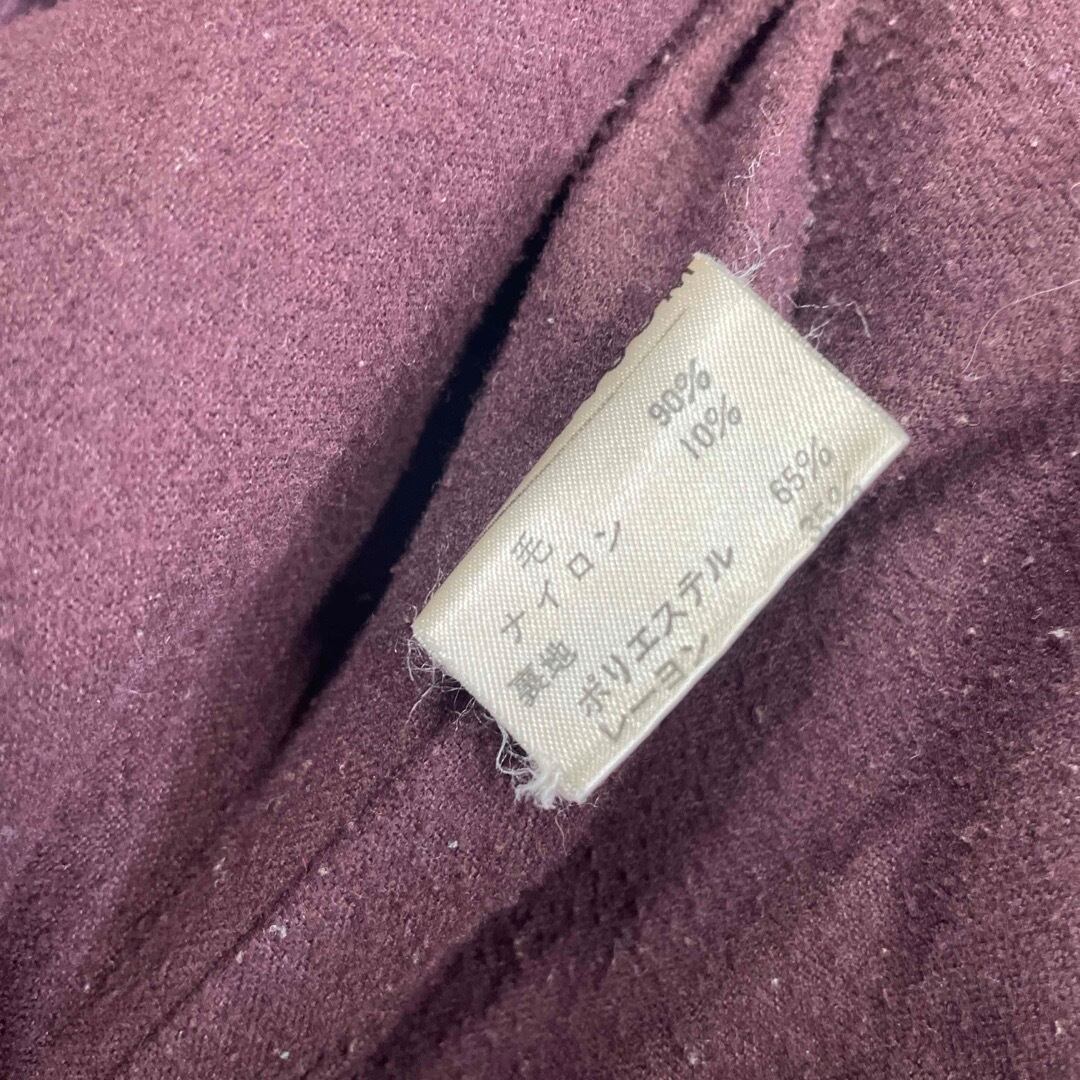 毛 90%
ナイロン 10%
裏地
ポリエステル 65%
レーヨン 35%